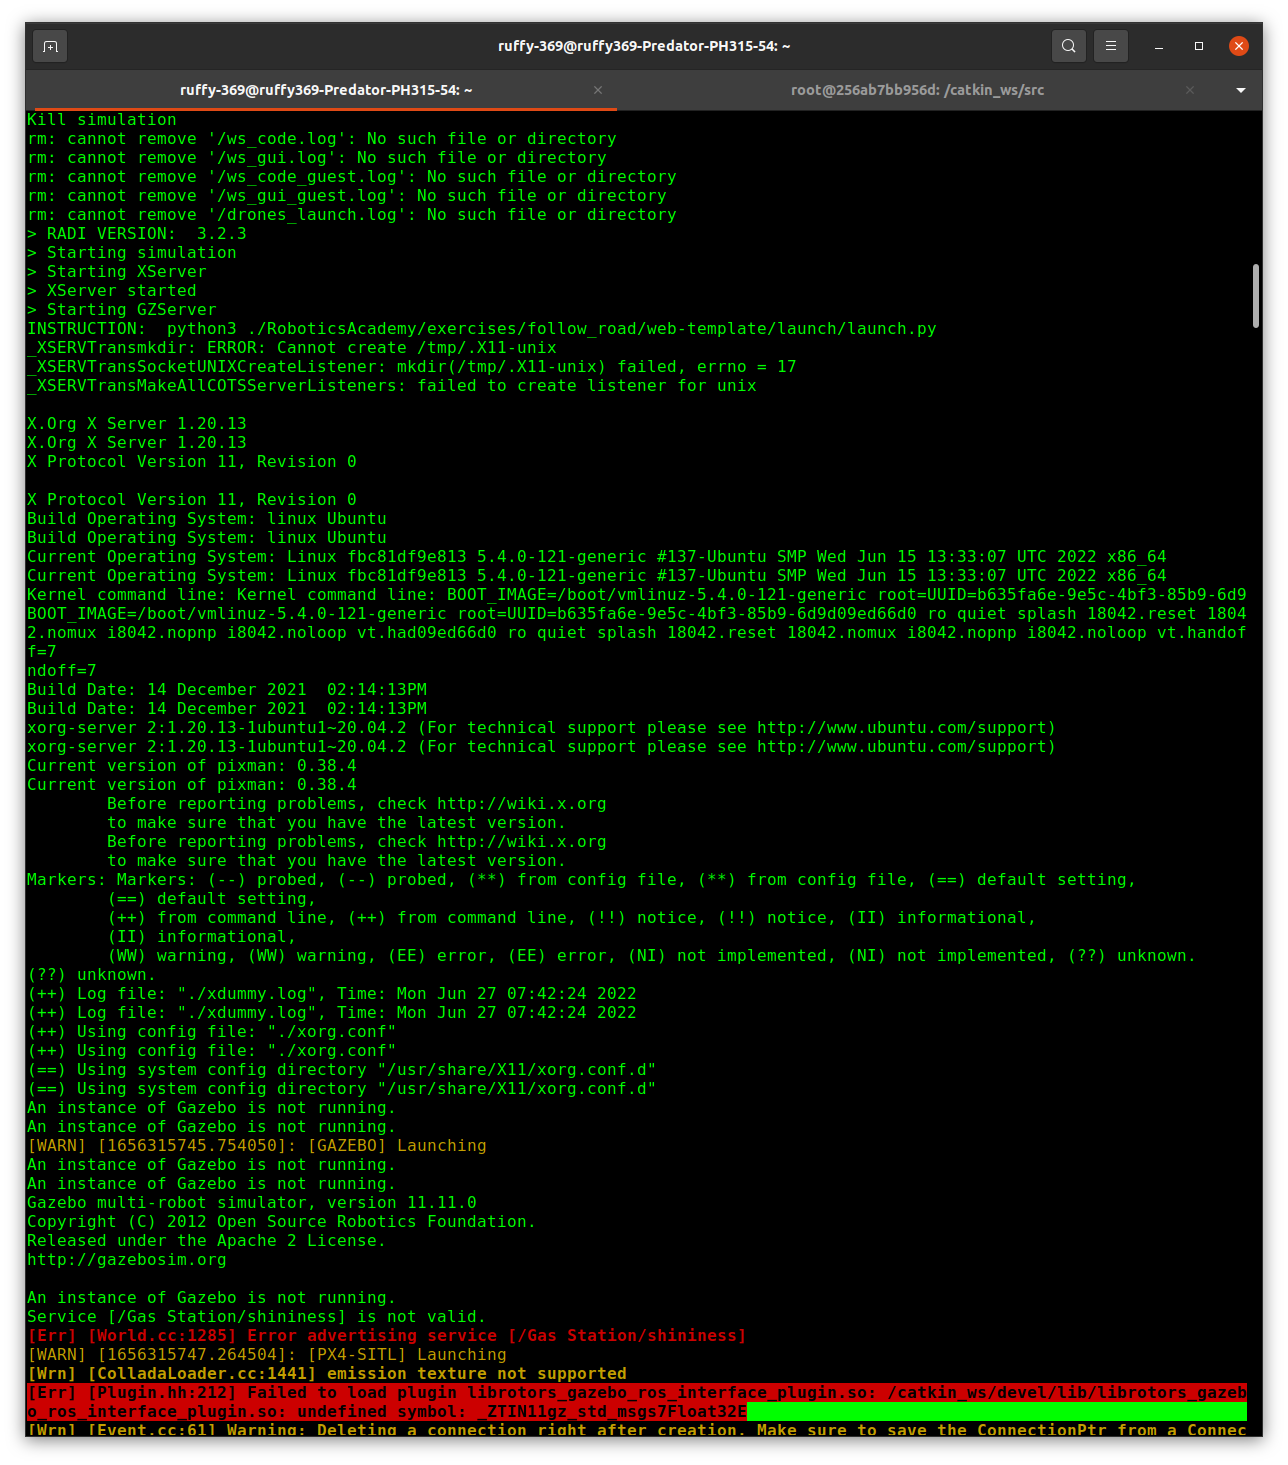 ruffy-369@ruffy369-Predator-PH315-54: ~
ruffy-369@ruffy369-Predator-PH315-54: ~
root@256ab7bb956d: /catkin_ws/src
Kill simulation
rm: cannot remove '/ws_code.log': No such file or directory
rm: cannot remove '/ws_gui.log': No such file or directory
rm: cannot remove '/ws_code_guest.log': No such file or directory
rm: cannot remove '/ws_gui_guest.log': No such file or directory
rm: cannot remove '/drones_launch.log': No such file or directory
> RADI VERSION:  3.2.3
> Starting simulation
> Starting XServer
> XServer started
> Starting GZServer
INSTRUCTION:  python3 ./RoboticsAcademy/exercises/follow_road/web-template/launch/launch.py
_XSERVTransmkdir: ERROR: Cannot create /tmp/.X11-unix
_XSERVTransSocketUNIXCreateListener: mkdir(/tmp/.X11-unix) failed, errno = 17
_XSERVTransMakeAllCOTSServerListeners: failed to create listener for unix
X.Org X Server 1.20.13
X.Org X Server 1.20.13
X Protocol Version 11, Revision 0
X Protocol Version 11, Revision 0
Build Operating System: linux Ubuntu
Build Operating System: linux Ubuntu
Current Operating System: Linux fbc81df9e813 5.4.0-121-generic #137-Ubuntu SMP Wed Jun 15 13:33:07 UTC 2022 x86_64
Current Operating System: Linux fbc81df9e813 5.4.0-121-generic #137-Ubuntu SMP Wed Jun 15 13:33:07 UTC 2022 x86_64
Kernel command line: Kernel command line: BOOT_IMAGE=/boot/vmlinuz-5.4.0-121-generic root=UUID=b635fa6e-9e5c-4bf3-85b9-6d9
BOOT_IMAGE=/boot/vmlinuz-5.4.0-121-generic root=UUID=b635fa6e-9e5c-4bf3-85b9-6d9d09ed66d0 ro quiet splash 18042.reset 1804
2.nomux i8042.nopnp i8042.noloop vt.had09ed66d0 ro quiet splash 18042.reset 18042.nomux i8042.nopnp i8042.noloop vt.handof
f=7
ndoff=7
Build Date: 14 December 2021  02:14:13PM
Build Date: 14 December 2021  02:14:13PM
xorg-server 2:1.20.13-1ubuntu1~20.04.2 (For technical support please see http://www.ubuntu.com/support)
xorg-server 2:1.20.13-1ubuntu1~20.04.2 (For technical support please see http://www.ubuntu.com/support)
Current version of pixman: 0.38.4
Current version of pixman: 0.38.4
Before reporting problems, check http://wiki.x.org
to make sure that you have the latest version.
Before reporting problems, check http://wiki.x.org
to make sure that you have the latest version.
Markers: Markers: (--) probed, (--) probed, (**) from config file, (**) from config file, (==) default setting,
(==) default setting,
(++) from command line, (++) from command line, (!!) notice, (!!) notice, (II) informational,
(II) informational,
(WW) warning, (WW) warning, (EE) error, (EE) error, (NI) not implemented, (NI) not implemented, (??) unknown.
(??) unknown.
(++) Log file: "./xdummy.log", Time: Mon Jun 27 07:42:24 2022
(++) Log file: "./xdummy.log", Time: Mon Jun 27 07:42:24 2022
(++) Using config file: "./xorg.conf"
(++) Using config file: "./xorg.conf"
(==) Using system config directory "/usr/share/X11/xorg.conf.d"
(==) Using system config directory "/usr/share/X11/xorg.conf.d"
An instance of Gazebo is not running.
An instance of Gazebo is not running.
[WARN] [1656315745.754050]: [GAZEBO] Launching
An instance of Gazebo is not running.
An instance of Gazebo is not running.
Gazebo multi-robot simulator, version 11.11.0
Copyright (C) 2012 Open Source Robotics Foundation.
Released under the Apache 2 License.
http://gazebosim.org
An instance of Gazebo is not running.
Service [/Gas Station/shininess] is not valid.
[Err] [World.cc:1285] Error advertising service [/Gas Station/shininess]
[WARN] [1656315747.264504]: [PX4-SITL] Launching
[Wrn] [ColladaLoader.cc:1441] emission texture not supported
[Err] [Plugin.hh:212] Failed to load plugin librotors_gazebo_ros_interface_plugin.so: /catkin_ws/devel/lib/librotors_gazeb
o_ros_interface_plugin.so: undefined symbol: _ZTIN11gz_std_msgs7Float32E
[Wrn] [Event.cc:61] Warning: Deleting a connection right after creation. Make sure to save the ConnectionPtr from a Connec